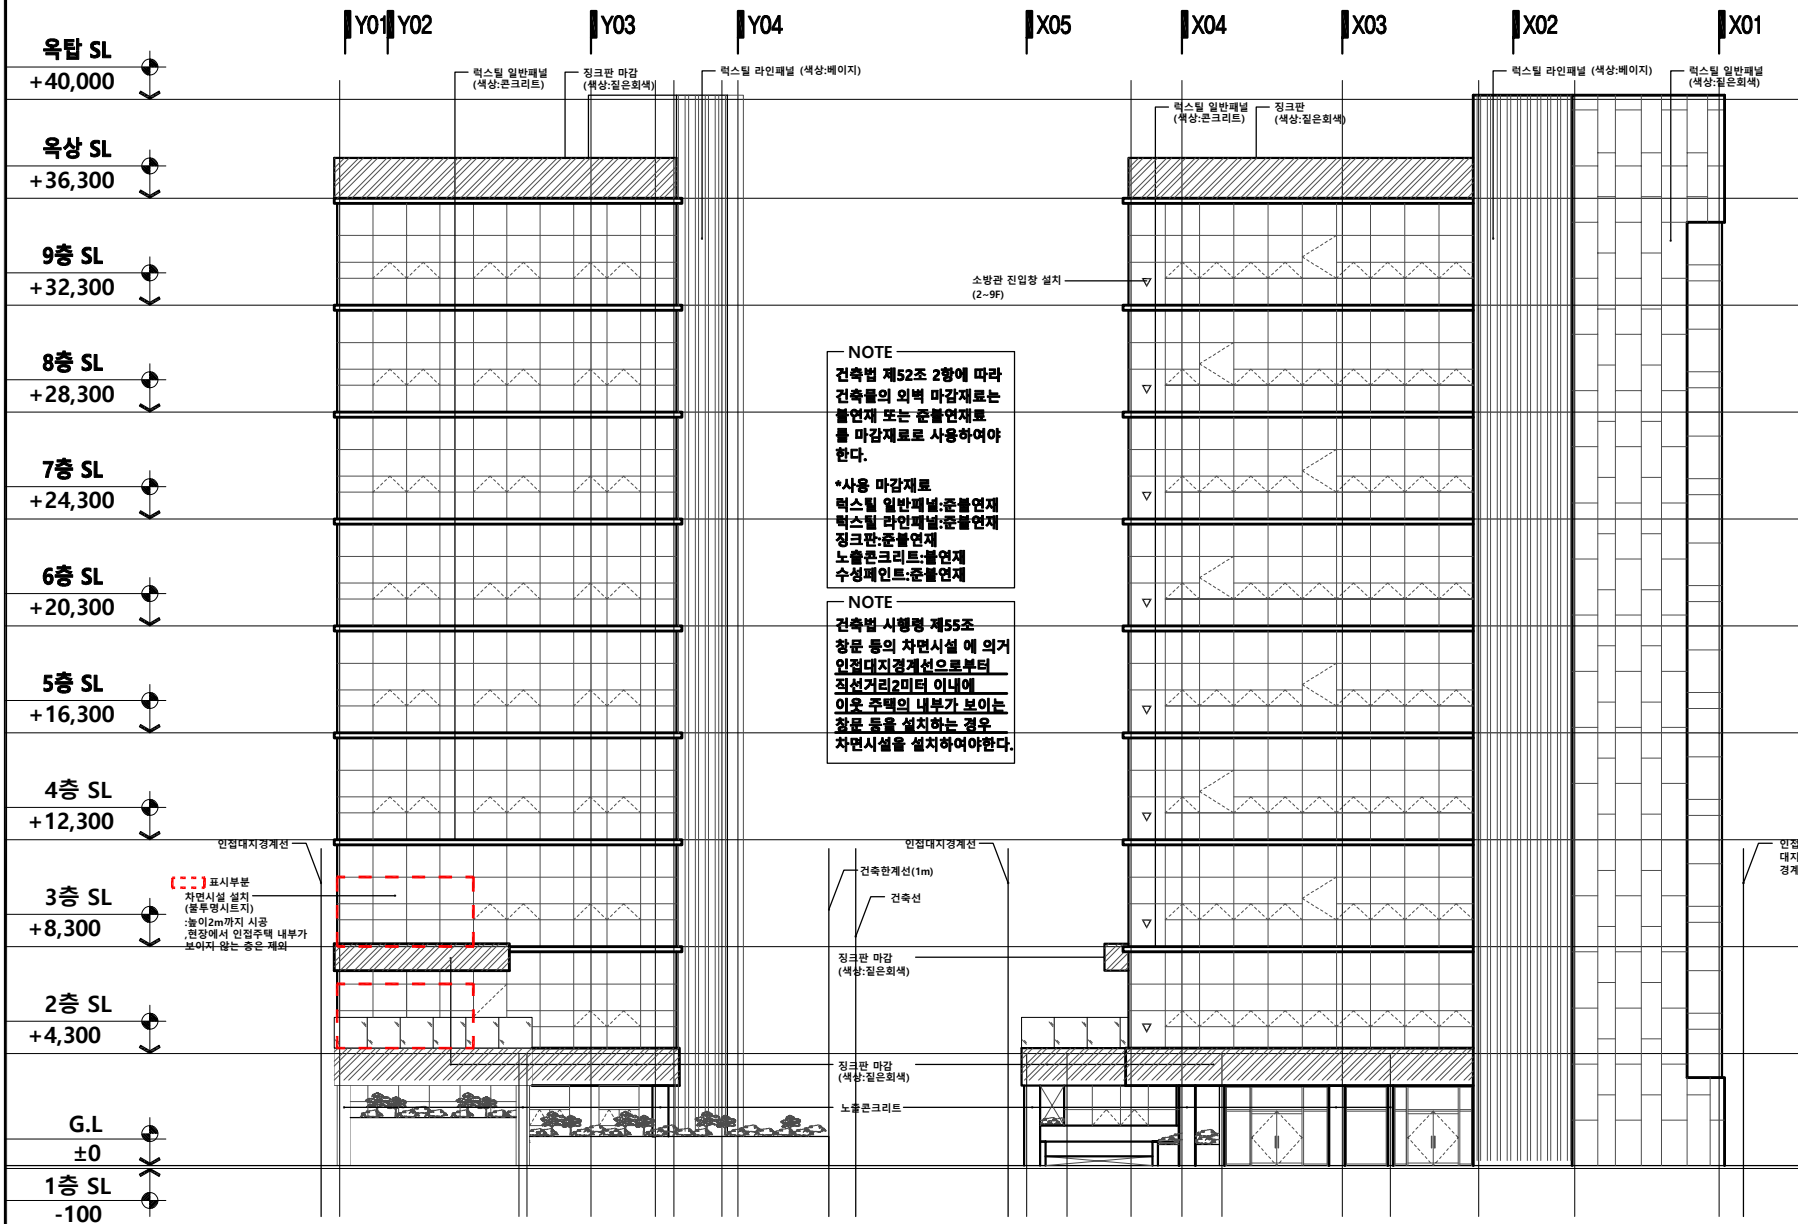 Y01
Y02
Y03
Y04
X05
X04
X03
X02
X01
옥탑 SL
+40,000
옥상 SL
+36,300
9층 SL
+32,300
8층 SL
+28,300
7층 SL
+24,300
6층 SL
+20,300
5층 SL
+16,300
4층 SL
+12,300
3층 SL
+8,300
2층 SL
+4,300
G.L
±0
1층 SL
-100
럭스틸 일반패널
(색상:콘크리트)
징크판 마감
(색상:짙은회색)
럭스틸 라인패널 (색상:베이지)
럭스틸 일반패널
(색상:콘크리트)
징크판
(색상:짙은회색)
럭스틸 라인패널 (색상:베이지)
럭스틸 일반패널
(색상:짙은회색)
소방관 진입창 설치
(2~9F)
NOTE
건축법 제52조 2항에 따라
건축물의 외벽 마감재료는
불연재 또는 준불연재료
를 마감재료로 사용하여야
한다.
*사용 마감재료
럭스틸 일반패널:준불연재
럭스틸 라인패널:준불연재
징크판:준불연재
노출콘크리트:불연재
수성페인트:준불연재
NOTE
건축법 시행령 제55조
창문 등의 차면시설 에 의거
인접대지경계선으로부터
직선거리2미터 이내에
이웃 주택의 내부가 보이는
창문 등을 설치하는 경우
차면시설을 설치하여야한다.
인접대지경계선
표시부분
차면시설 설치
(불투명시트지)
:높이2m까지 시공
,현장에서 인접주택 내부가
보이지 않는 층은 제외
인접대지경계선
건축한계선(1m)
건축선
징크판 마감
(색상:짙은회색)
징크판 마감
(색상:짙은회색)
노출콘크리트
인접
대지
경계